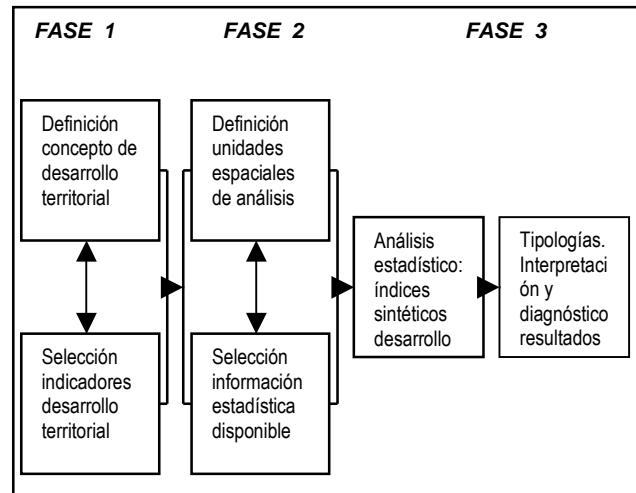 FASE 1
FASE 2
FASE 3
Definición
concepto de
desarrollo
territorial
Definición
unidades
espaciales
de análisis
Análisis
estadístico:
índices
sintéticos
desarrollo
Tipologías.
Interpretaci
ón y
diagnóstico
resultados
Selección
indicadores
desarrollo
territorial
Selección
información
estadística
disponible